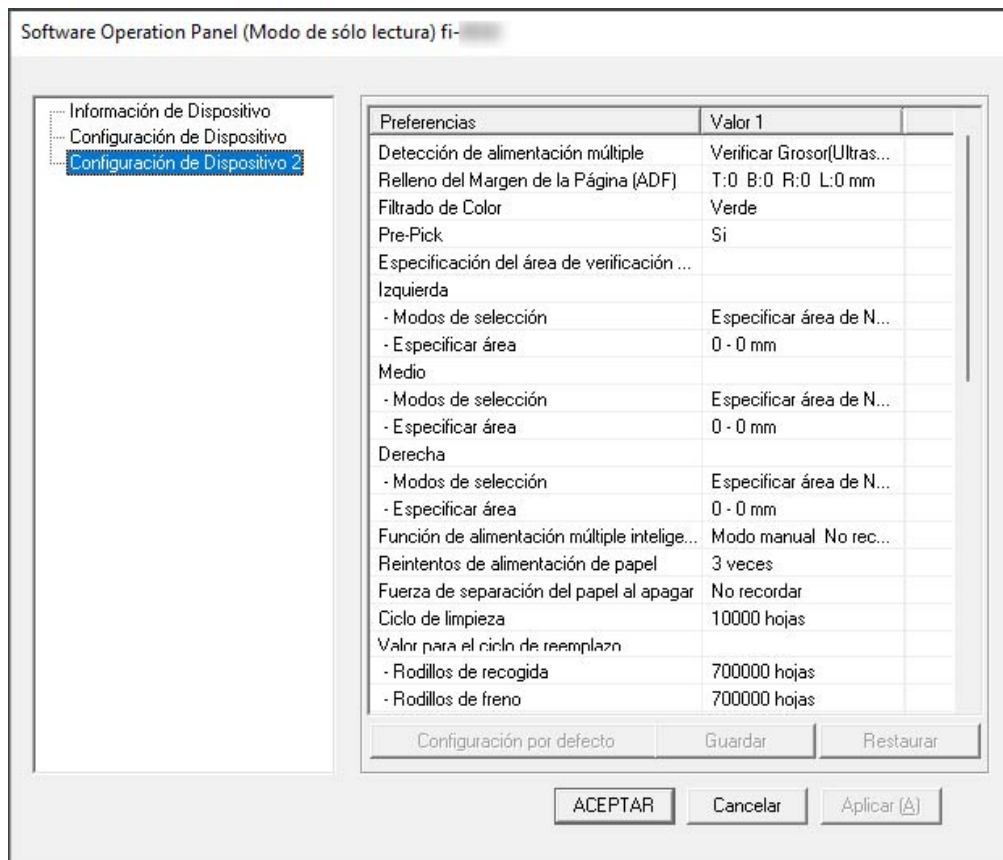 Software Operation Panel (Modo de sólo lectura) fi-
Información de Dispositivo
Configuración de Dispositivo
Configuración de Dispositivo 2
Preferencias Valor 1
Detección de alimentación múltiple Verificar Grosor(Ultras...
Relleno del Margen de la Página (ADF) T:0 B:0 R:0 L:0 mm
Filtrado de Color Verde
Pre-Pick Si
Especificación del área de verificación ...
Izquierda
- Modos de selección Especificar área de N...
- Especificar área 0 - 0 mm
Medio
- Modos de selección Especificar área de N...
- Especificar área 0 - 0 mm
Derecha
- Modos de selección Especificar área de N...
- Especificar área 0 - 0 mm
Función de alimentación múltiple intelige... Modo manual No rec...
Reintentos de alimentación de papel 3 veces
Fuerza de separación del papel al apagar No recordar
Ciclo de limpieza 10000 hojas
Valor para el ciclo de reemplazo
- Rodillos de recogida 700000 hojas
- Rodillos de freno 700000 hojas
Configuración por defecto Guardar Restaurar
ACEPTAR Cancelar Aplicar (A)